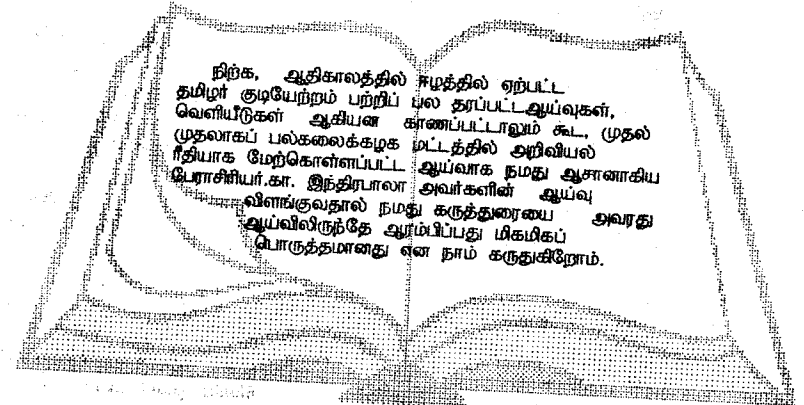 நிற்க, ஆதிகாலத்தில் ஈழத்தில் ஏற்பட்ட
தமிழர் குடியேற்றம் பற்றிப் பல தரப்பட்டஆய்வுகள்,
வெளியீடுகள் ஆகியன காணப்பட்டாலும் கூட, முதல்
முதலாகப் பல்கலைக்கழக மட்டத்தில் அறிவியல்
ரீதியாக மேற்கொள்ளப்பட்ட ஆய்வாக நமது ஆசானாகிய
பேராசிரியர்.கா. இந்திரபாலா அவர்களின் ஆய்வு
விளங்குவதால் நமது கருத்துரையை அவரது
ஆய்விலிருந்தே ஆரம்பிப்பது மிகமிகப்
பொருத்தமானது என நாம் கருதுகிறோம்.